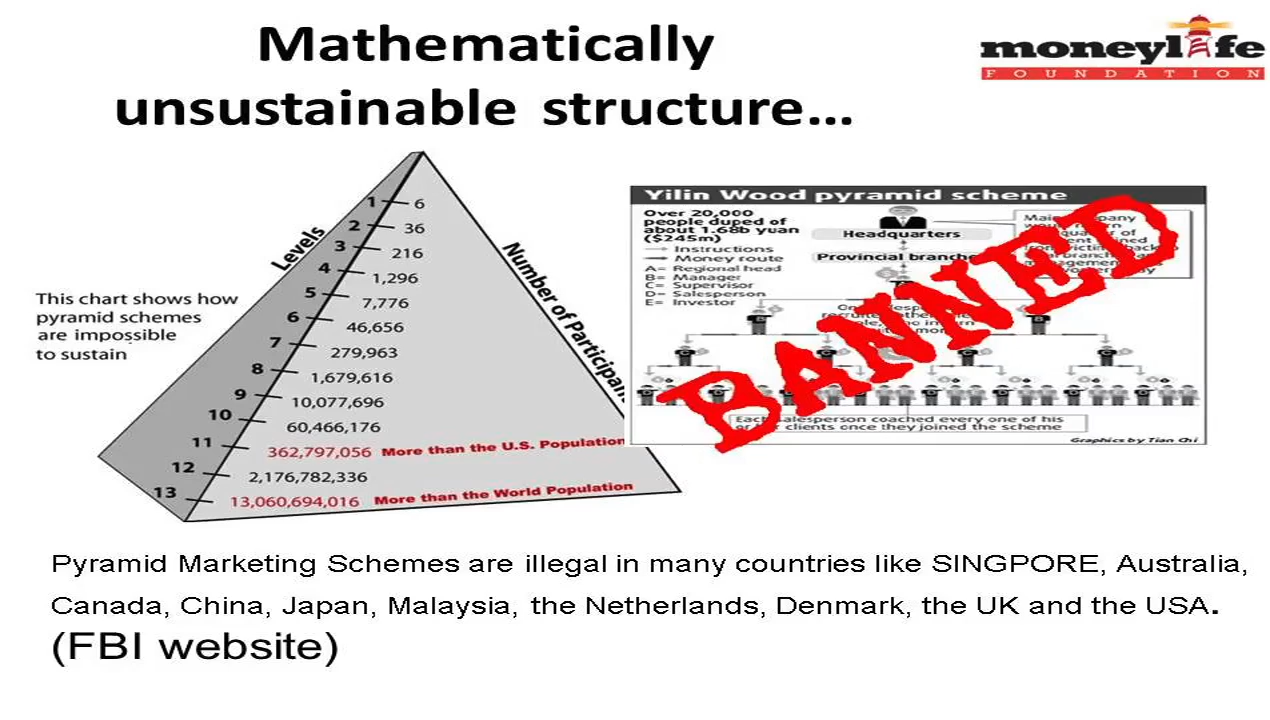 Mathematically
unsustainable structure...
moneylife
FOUNDATION
This chart shows how
pyramid schemes
are impossible
to sustain
Levels
Number of Participan
1 6
2 36
3 216
4 1,296
5 7,776
6 46,656
7 279,963
8 1,679,616
9 10,077,696
10 60,466,176
11 362,797,056 More than the U.S. Population
12 2,176,782,336
13 13,060,694,016 More than the World Population
Yilin Wood pyramid scheme
Over 20,000
people duped of
about 1.68b yuan
($245m)
Instructions
Money route
A= Regional head
B= Manager
C= Supervisor
D= Salesperson
E= Investor
Headquarters
Provincial branche
BANNED
Each salesperson coached every one of his
clients once they joined the scheme
Graphics by Tian Chi
Pyramid Marketing Schemes are illegal in many countries like SINGPORE, Australia,
Canada, China, Japan, Malaysia, the Netherlands, Denmark, the UK and the USA.
(FBI website)